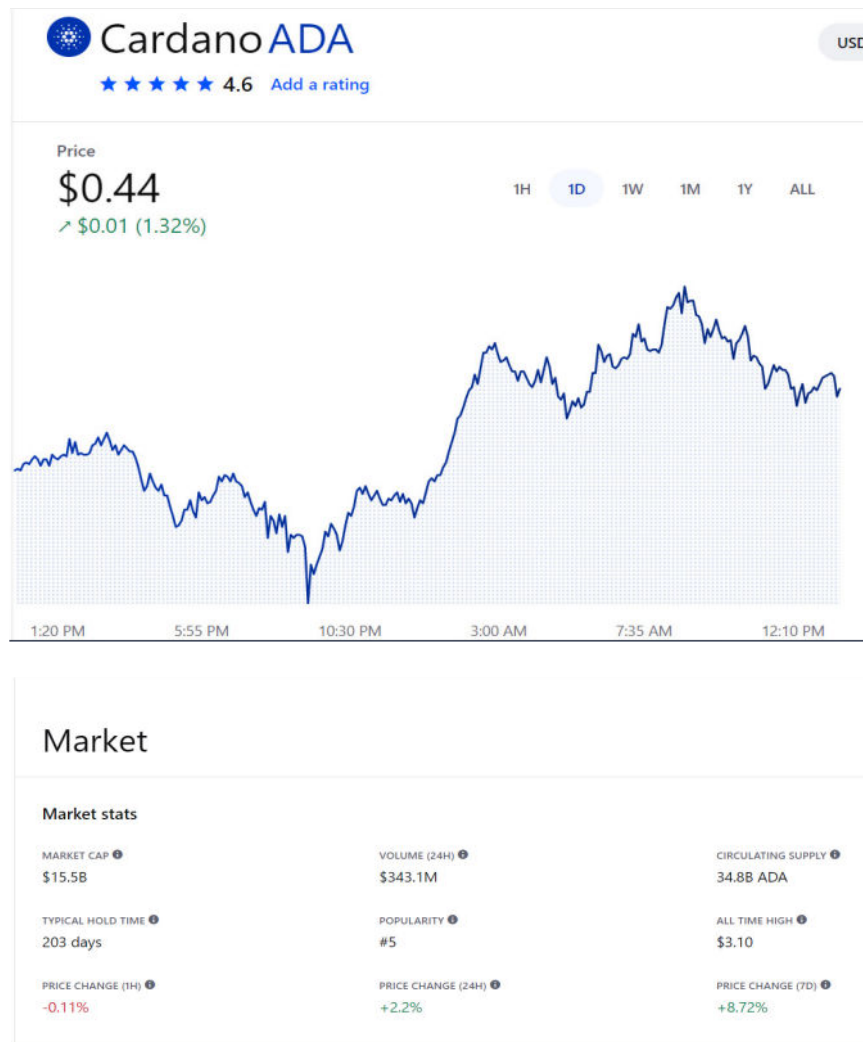 Cardano ADA
USD
4.6 Add a rating
Price
$0.44
↗ $0.01 (1.32%)
1H 1D 1W 1M 1Y ALL
1:20 PM 5:55 PM 10:30 PM 3:00 AM 7:35 AM 12:10 PM
Market
Market stats
MARKET CAP VOLUME (24H) CIRCULATING SUPPLY
$15.5B $343.1M 34.8B ADA
TYPICAL HOLD TIME POPULARITY ALL TIME HIGH
203 days #5 $3.10
PRICE CHANGE (1H) PRICE CHANGE (24H) PRICE CHANGE (7D)
-0.11% +2.2% +8.72%